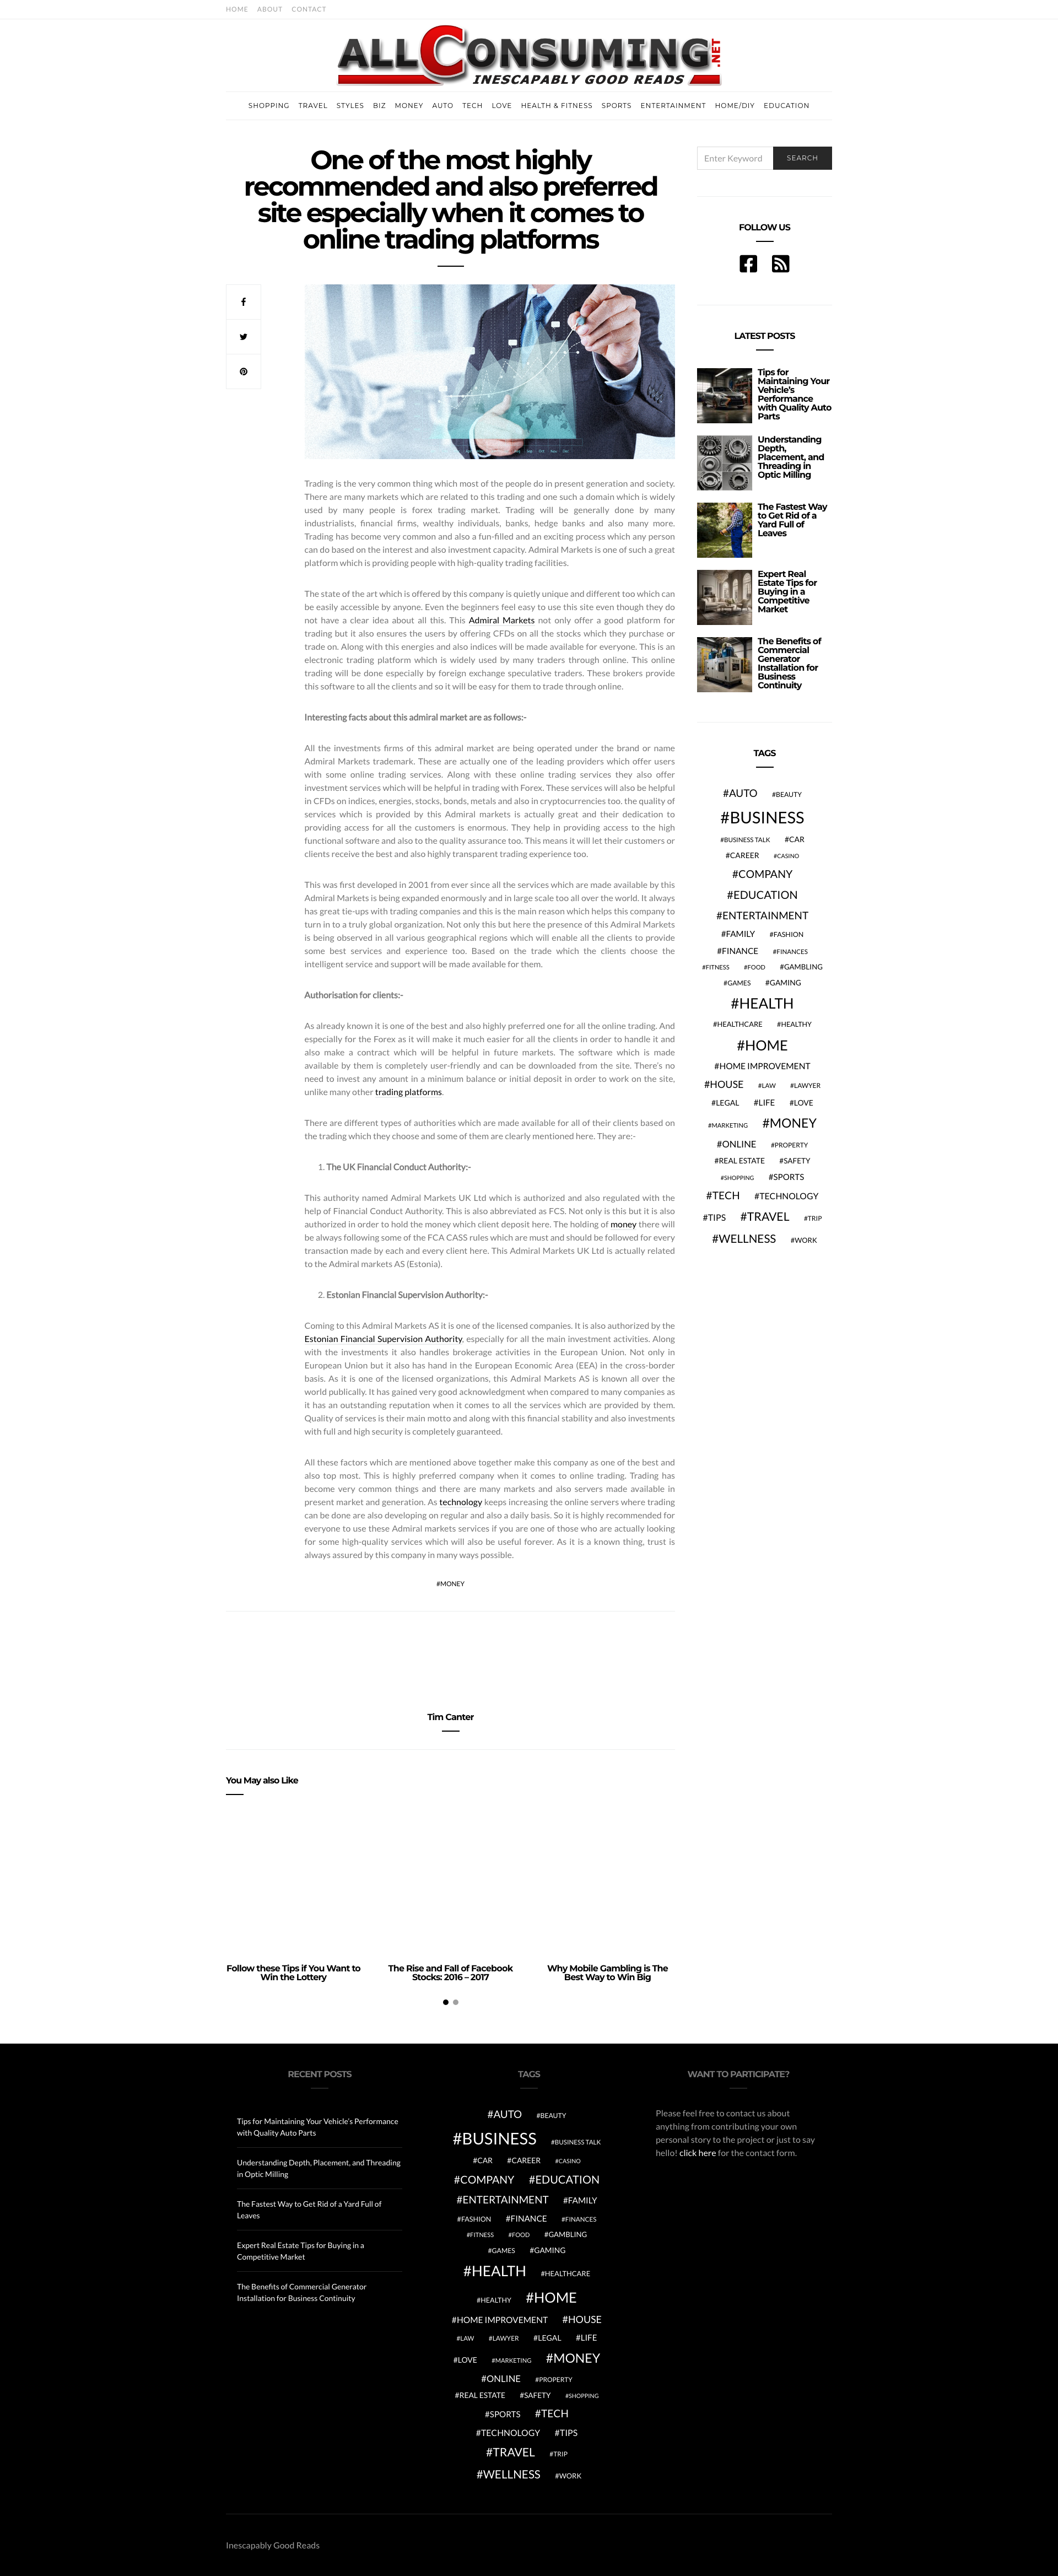 HOME ABOUT CONTACT
ALLCONSUMING.NET
INESCAPABLY GOOD READS
SHOPPING TRAVEL STYLES BIZ MONEY AUTO TECH LOVE HEALTH & FITNESS SPORTS ENTERTAINMENT HOME/DIY EDUCATION
One of the most highly
recommended and also preferred
site especially when it comes to
online trading platforms
Trading is the very common thing which most of the people do in present generation and society.
There are many markets which are related to this trading and one such a domain which is widely
used by many people is forex trading market. Trading will be generally done by many
industrialists, financial firms, wealthy individuals, banks, hedge banks and also many more.
Trading has become very common and also a fun-filled and an exciting process which any person
can do based on the interest and also investment capacity. Admiral Markets is one of such a great
platform which is providing people with high-quality trading facilities.
The state of the art which is offered by this company is quietly unique and different too which can
be easily accessible by anyone. Even the beginners feel easy to use this site even though they do
not have a clear idea about all this. This Admiral Markets not only offer a good platform for
trading but it also ensures the users by offering CFDs on all the stocks which they purchase or
trade on. Along with this energies and also indices will be made available for everyone. This is an
electronic trading platform which is widely used by many traders through online. This online
trading will be done especially by foreign exchange speculative traders. These brokers provide
this software to all the clients and so it will be easy for them to trade through online.
Interesting facts about this admiral market are as follows:-
All the investments firms of this admiral market are being operated under the brand or name
Admiral Markets trademark. These are actually one of the leading providers which offer users
with some online trading services. Along with these online trading services they also offer
investment services which will be helpful in trading with Forex. These services will also be helpful
in CFDs on indices, energies, stocks, bonds, metals and also in cryptocurrencies too. the quality of
services which is provided by this Admiral markets is actually great and their dedication to
providing access for all the customers is enormous. They help in providing access to the high
functional software and also to the quality assurance too. This means it will let their customers or
clients receive the best and also highly transparent trading experience too.
This was first developed in 2001 from ever since all the services which are made available by this
Admiral Markets is being expanded enormously and in large scale too all over the world. It always
has great tie-ups with trading companies and this is the main reason which helps this company to
turn in to a truly global organization. Not only this but here the presence of this Admiral Markets
is being observed in all various geographical regions which will enable all the clients to provide
some best services and experience too. Based on the trade which the clients choose the
intelligent service and support will be made available for them.
Authorisation for clients:-
As already known it is one of the best and also highly preferred one for all the online trading. And
especially for the Forex as it will make it much easier for all the clients in order to handle it and
also make a contract which will be helpful in future markets. The software which is made
available by them is completely user-friendly and can be downloaded from the site. There's no
need to invest any amount in a minimum balance or initial deposit in order to work on the site,
unlike many other trading platforms.
There are different types of authorities which are made available for all of their clients based on
the trading which they choose and some of them are clearly mentioned here. They are:-
1. The UK Financial Conduct Authority:-
This authority named Admiral Markets UK Ltd which is authorized and also regulated with the
help of Financial Conduct Authority. This is also abbreviated as FCS. Not only is this but it is also
authorized in order to hold the money which client deposit here. The holding of money there will
be always following some of the FCA CASS rules which are must and should be followed for every
transaction made by each and every client here. This Admiral Markets UK Ltd is actually related
to the Admiral markets AS (Estonia).
2. Estonian Financial Supervision Authority:-
Coming to this Admiral Markets AS it is one of the licensed companies. It is also authorized by the
Estonian Financial Supervision Authority, especially for all the main investment activities. Along
with the investments it also handles brokerage activities in the European Union. Not only in
European Union but it also has hand in the European Economic Area (EEA) in the cross-border
basis. As it is one of the licensed organizations, this Admiral Markets AS is known all over the
world publically. It has gained very good acknowledgment when compared to many companies as
it has an outstanding reputation when it comes to all the services which are provided by them.
Quality of services is their main motto and along with this financial stability and also investments
with full and high security is completely guaranteed.
All these factors which are mentioned above together make this company as one of the best and
also top most. This is highly preferred company when it comes to online trading. Trading has
become very common things and there are many markets and also servers made available in
present market and generation. As technology keeps increasing the online servers where trading
can be done are also developing on regular and also a daily basis. So it is highly recommended for
everyone to use these Admiral markets services if you are one of those who are actually looking
for some high-quality services which will also be useful forever. As it is a known thing, trust is
always assured by this company in many ways possible.
#MONEY
Tim Canter
You May also Like
Follow these Tips if You Want to
Win the Lottery
The Rise and Fall of Facebook
Stocks: 2016 – 2017
Why Mobile Gambling is The
Best Way to Win Big
Enter Keyword SEARCH
FOLLOW US
LATEST POSTS
Tips for
Maintaining Your
Vehicle's
Performance
with Quality Auto
Parts
Understanding
Depth,
Placement, and
Threading in
Optic Milling
The Fastest Way
to Get Rid of a
Yard Full of
Leaves
Expert Real
Estate Tips for
Buying in a
Competitive
Market
The Benefits of
Commercial
Generator
Installation for
Business
Continuity
TAGS
#AUTO #BEAUTY
#BUSINESS
#BUSINESS TALK #CAR
#CAREER #CASINO
#COMPANY
#EDUCATION
#ENTERTAINMENT
#FAMILY #FASHION
#FINANCE #FINANCES
#FITNESS #FOOD #GAMBLING
#GAMES #GAMING
#HEALTH
#HEALTHCARE #HEALTHY
#HOME
#HOME IMPROVEMENT
#HOUSE #LAW #LAWYER
#LEGAL #LIFE #LOVE
#MARKETING #MONEY
#ONLINE #PROPERTY
#REAL ESTATE #SAFETY
#SHOPPING #SPORTS
#TECH #TECHNOLOGY
#TIPS #TRAVEL #TRIP
#WELLNESS #WORK
RECENT POSTS
Tips for Maintaining Your Vehicle's Performance
with Quality Auto Parts
Understanding Depth, Placement, and Threading
in Optic Milling
The Fastest Way to Get Rid of a Yard Full of
Leaves
Expert Real Estate Tips for Buying in a
Competitive Market
The Benefits of Commercial Generator
Installation for Business Continuity
TAGS
#AUTO #BEAUTY
#BUSINESS #BUSINESS TALK
#CAR #CAREER #CASINO
#COMPANY #EDUCATION
#ENTERTAINMENT #FAMILY
#FASHION #FINANCE #FINANCES
#FITNESS #FOOD #GAMBLING
#GAMES #GAMING
#HEALTH #HEALTHCARE
#HEALTHY #HOME
#HOME IMPROVEMENT #HOUSE
#LAW #LAWYER #LEGAL #LIFE
#LOVE #MARKETING #MONEY
#ONLINE #PROPERTY
#REAL ESTATE #SAFETY #SHOPPING
#SPORTS #TECH
#TECHNOLOGY #TIPS
#TRAVEL #TRIP
#WELLNESS #WORK
WANT TO PARTICIPATE?
Please feel free to contact us about
anything from contributing your own
personal story to the project or just to say
hello! click here for the contact form.
Inescapably Good Reads